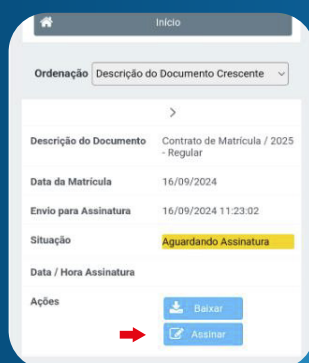 Início
Ordenação Descrição do Documento Crescente
Descrição do Documento Contrato de Matrícula / 2025
- Regular
Data da Matrícula 16/09/2024
Envio para Assinatura 16/09/2024 11:23:02
Situação Aguardando Assinatura
Data / Hora Assinatura
Ações Baixar
Assinar